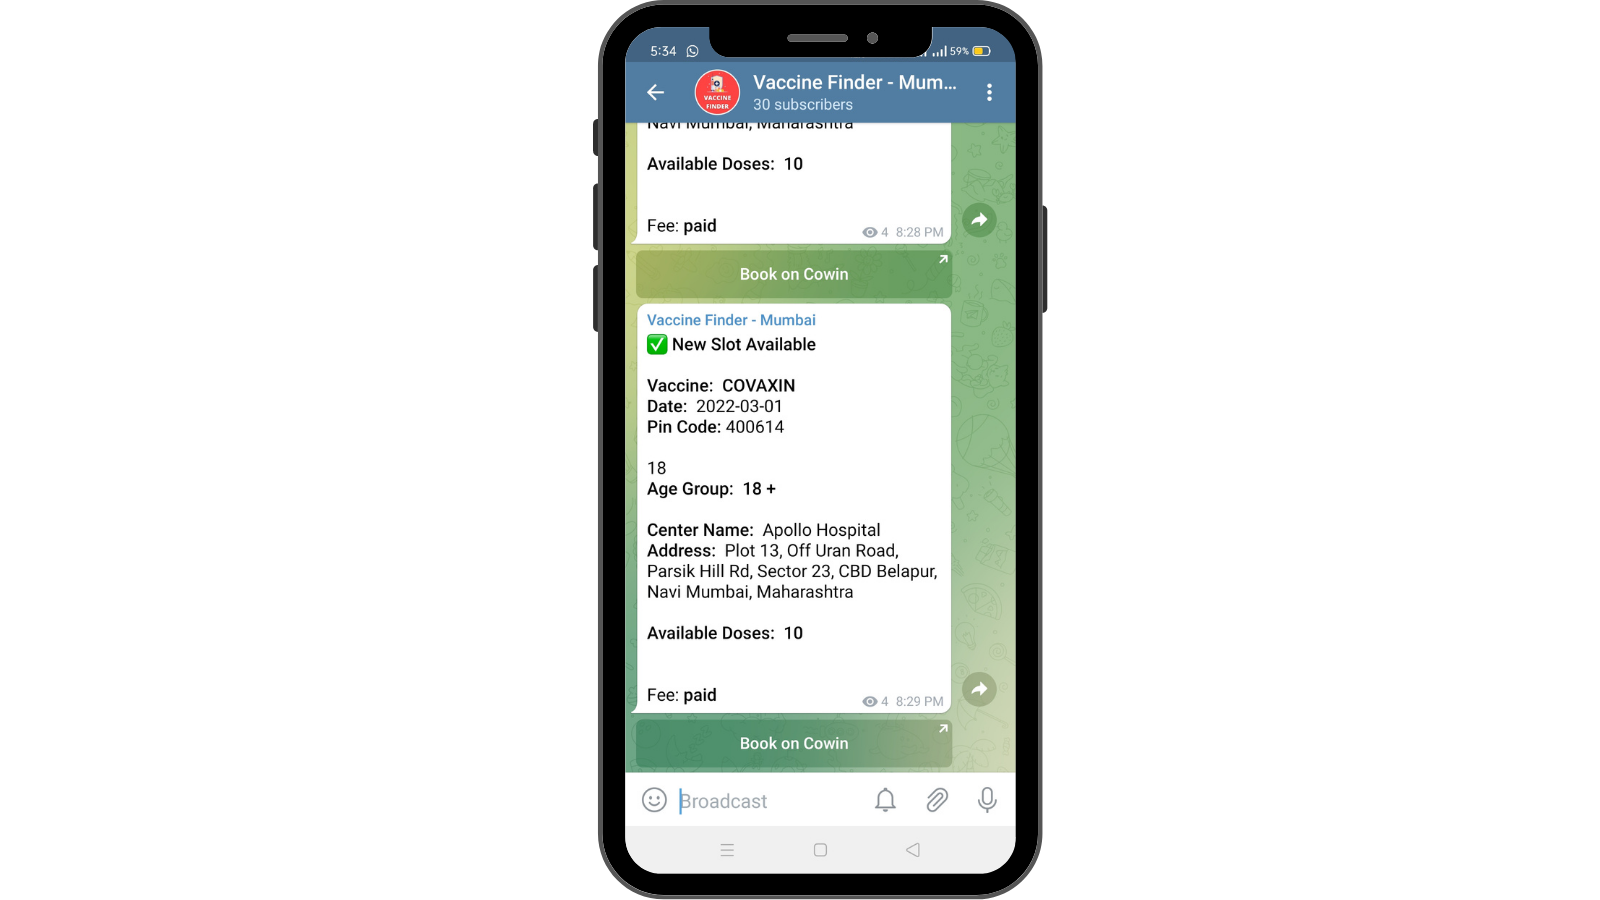 5:34
59%
VACCINE
FINDER
Vaccine Finder - Mum...
30 subscribers
Navi Mumbai, Maharashtra
Available Doses: 10
Fee: paid
4 8:28 PM
Book on Cowin
Vaccine Finder - Mumbai
✅ New Slot Available
Vaccine: COVAXIN
Date: 2022-03-01
Pin Code: 400614
18
Age Group: 18 +
Center Name: Apollo Hospital
Address: Plot 13, Off Uran Road,
Parsik Hill Rd, Sector 23, CBD Belapur,
Navi Mumbai, Maharashtra
Available Doses: 10
Fee: paid
4 8:29 PM
Book on Cowin
Broadcast